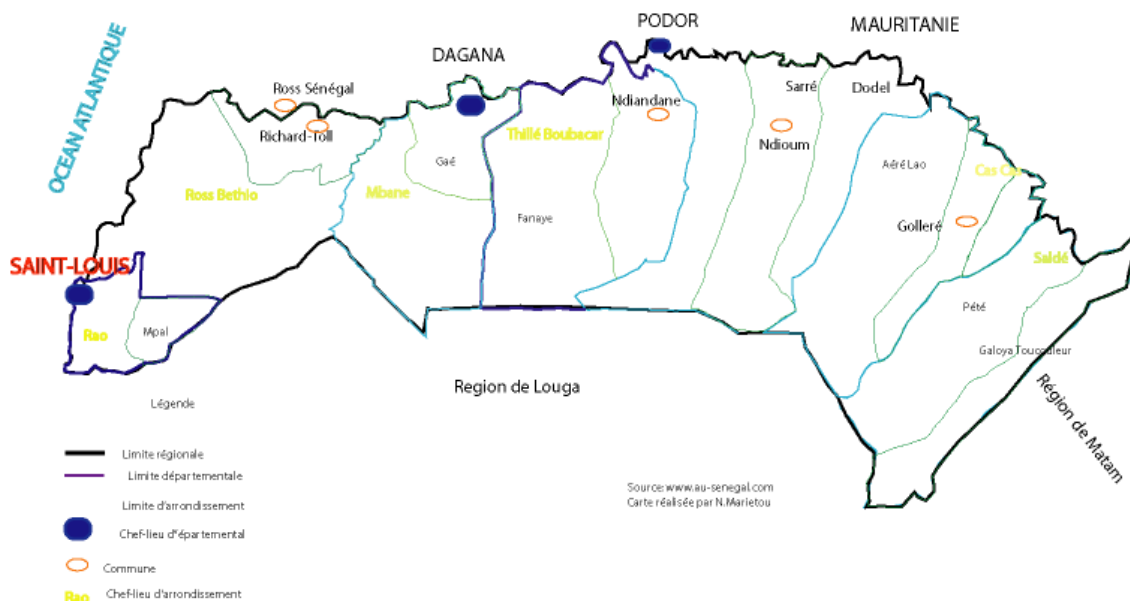 PODOR
MAURITANIE
DAGANA
OCEAN ATLANTIQUE
Ross Sénégal
Richard-Toll
Ndiandane
Sarré
Dodel
Thillé Boubacar
Ndioum
Gaé
Aéré Lao
Cas Cas
Ross Bethio
Mbane
Fanaye
Golleré
SAINT-LOUIS
Saldé
Rao
Mpal
Pété
Galoya Toucouleur
Region de Louga
Région de Matam
Légende
Limite régionale
Limite départementale
Limite d'arrondissement
Chef-lieu d"épartemental
Commune
Rao
Chef-lieu d'arrondissement
Source: www.au-senegal.com
Carte réalisée par N.Marietou